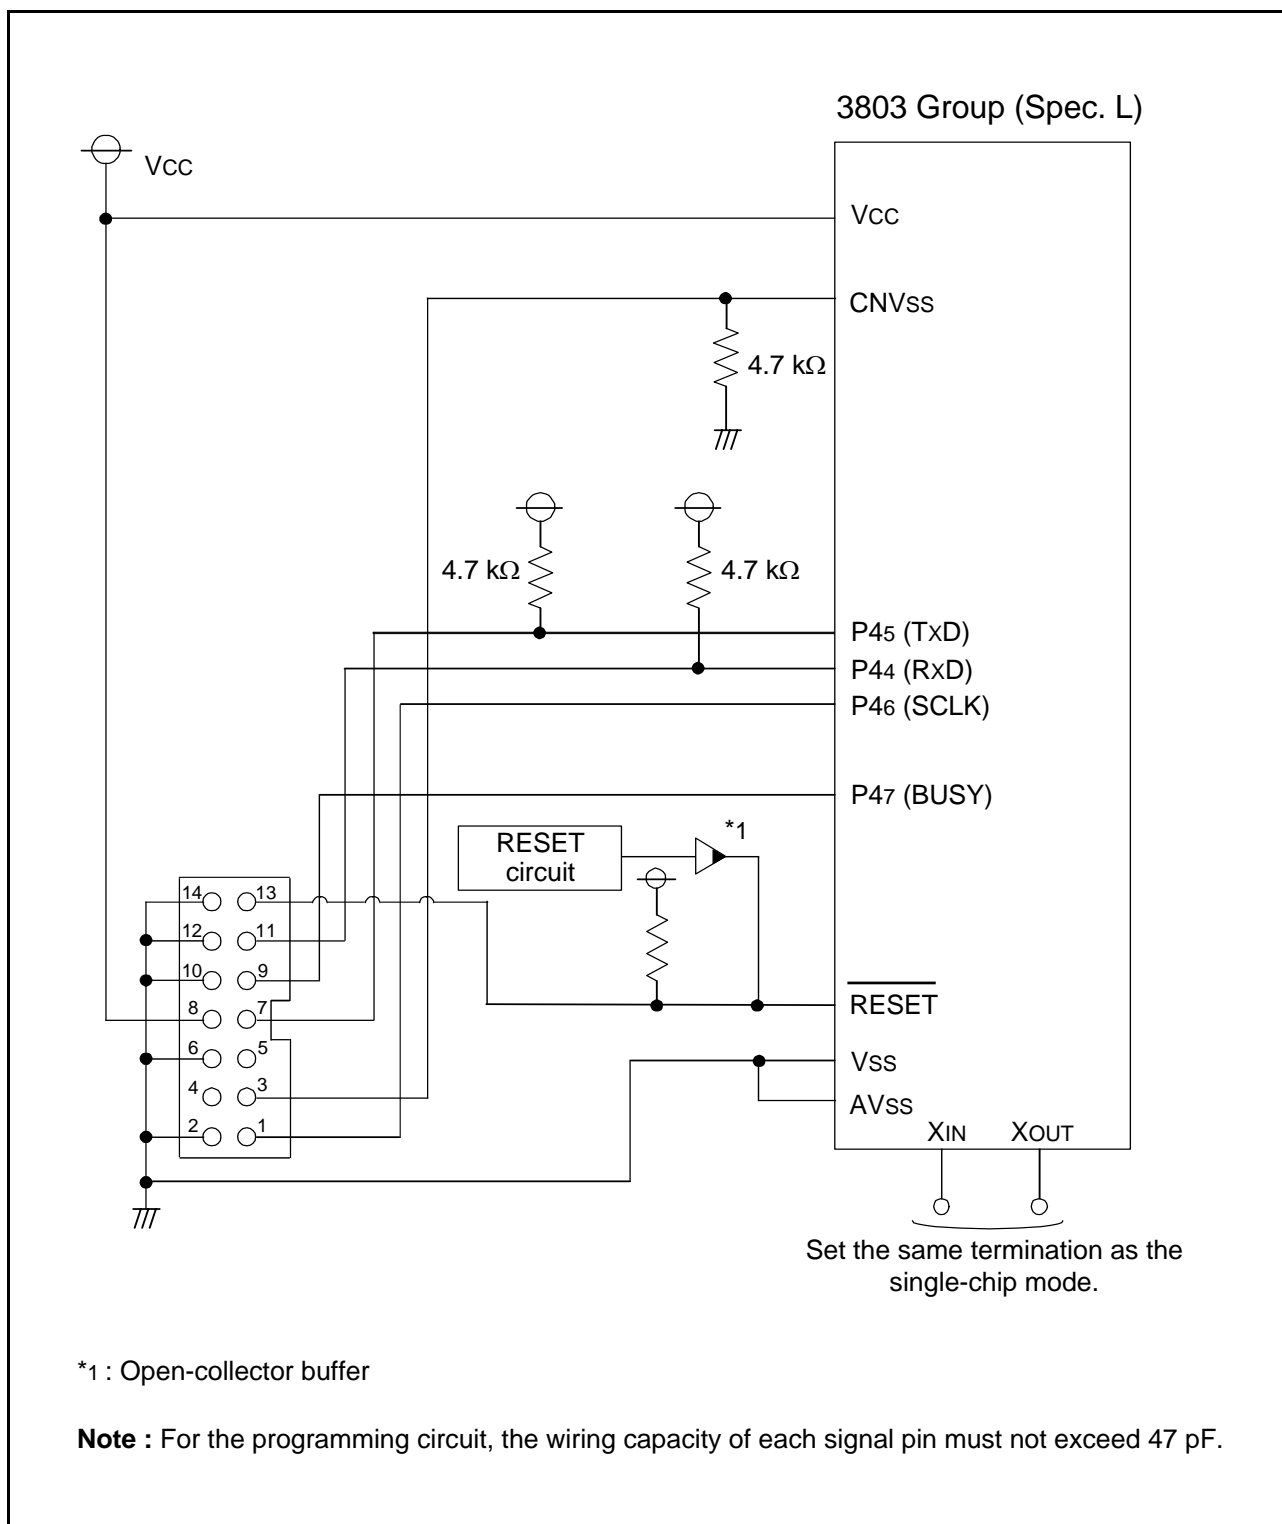 3803 Group (Spec. L)
VCC
VCC
CNVSS
4.7 kΩ
4.7 kΩ
4.7 kΩ
P45 (TXD)
P44 (RXD)
P46 (SCLK)
P47 (BUSY)
*1
RESET
circuit
14 13
12 11
10 9
8 7
6 5
4 3
2 1
RESET
VSS
AVSS
XIN XOUT
Set the same termination as the
single-chip mode.
*1 : Open-collector buffer
Note : For the programming circuit, the wiring capacity of each signal pin must not exceed 47 pF.